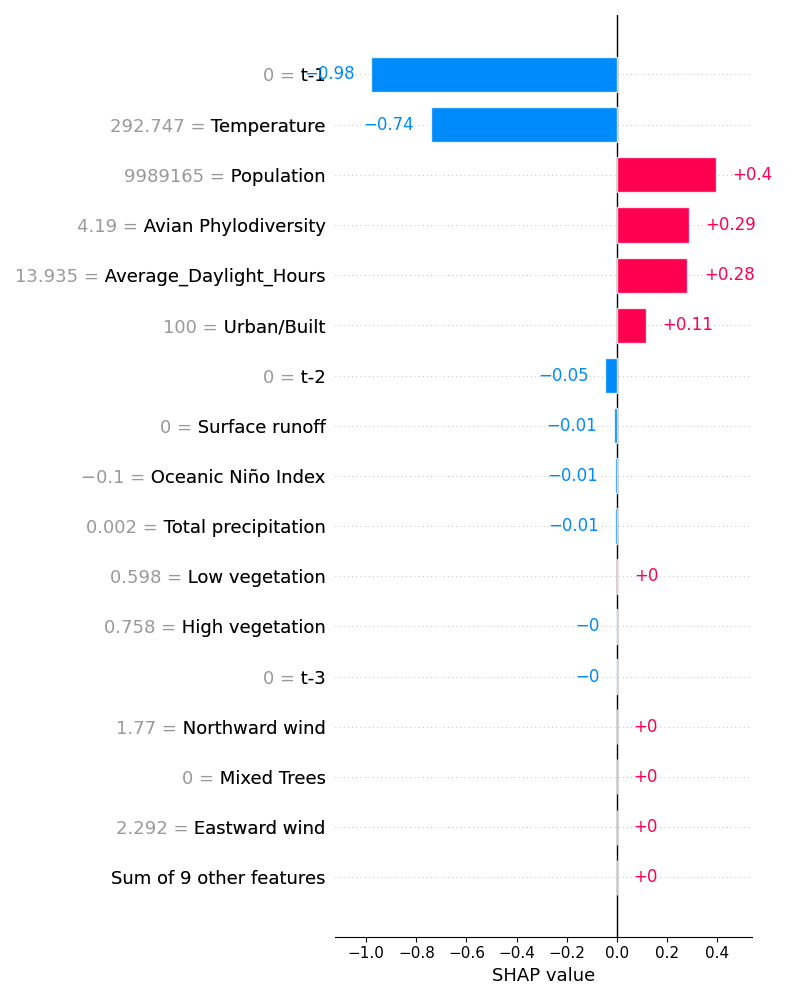 0 = t-1 −0.98
292.747 = Temperature −0.74
9989165 = Population +0.4
4.19 = Avian Phylodiversity +0.29
13.935 = Average_Daylight_Hours +0.28
100 = Urban/Built +0.11
0 = t-2 −0.05
0 = Surface runoff −0.01
−0.1 = Oceanic Niño Index −0.01
0.002 = Total precipitation −0.01
0.598 = Low vegetation +0
0.758 = High vegetation −0
0 = t-3 −0
1.77 = Northward wind +0
0 = Mixed Trees +0
2.292 = Eastward wind +0
Sum of 9 other features +0
−1.0 −0.8 −0.6 −0.4 −0.2 0.0 0.2 0.4
SHAP value